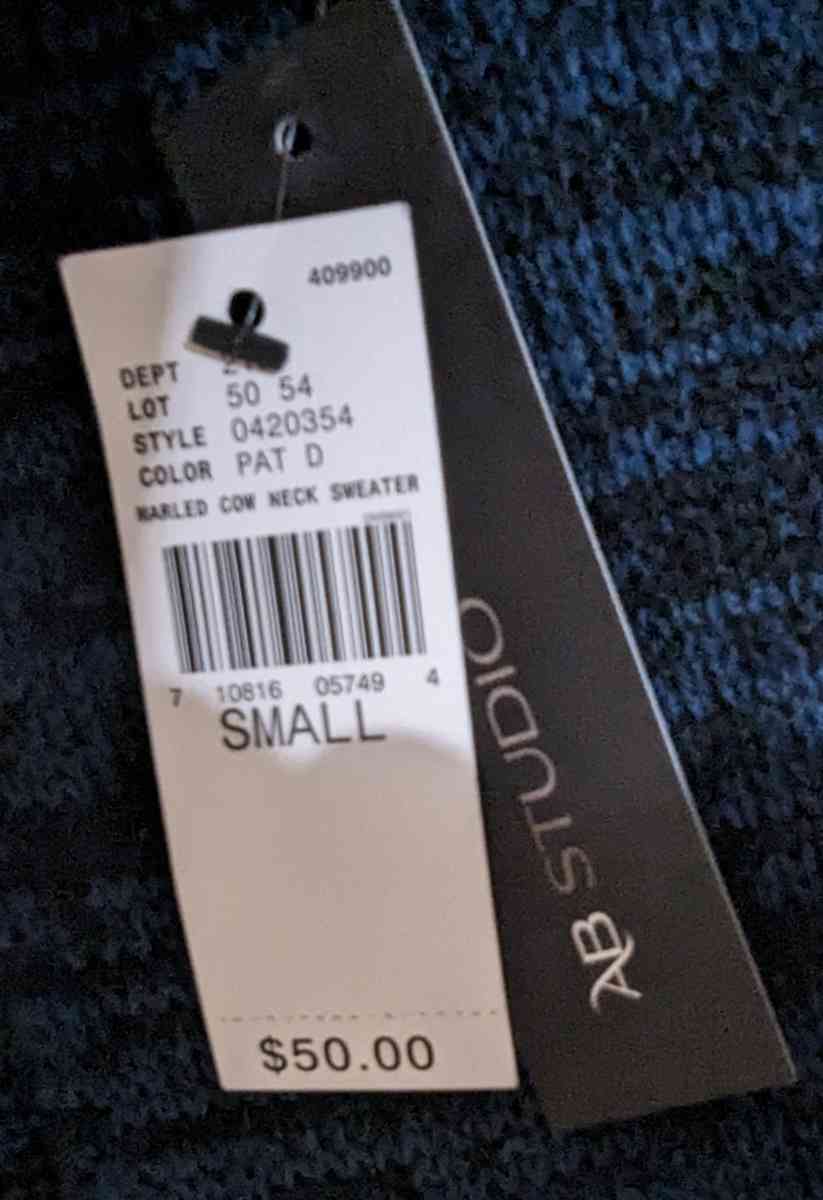 409900
DEPT
LOT 50 54
STYLE 0420354
COLOR PAT D
MARLED COW NECK SWEATER
7 10816 05749 4
SMALL
$50.00
AB STUDIO